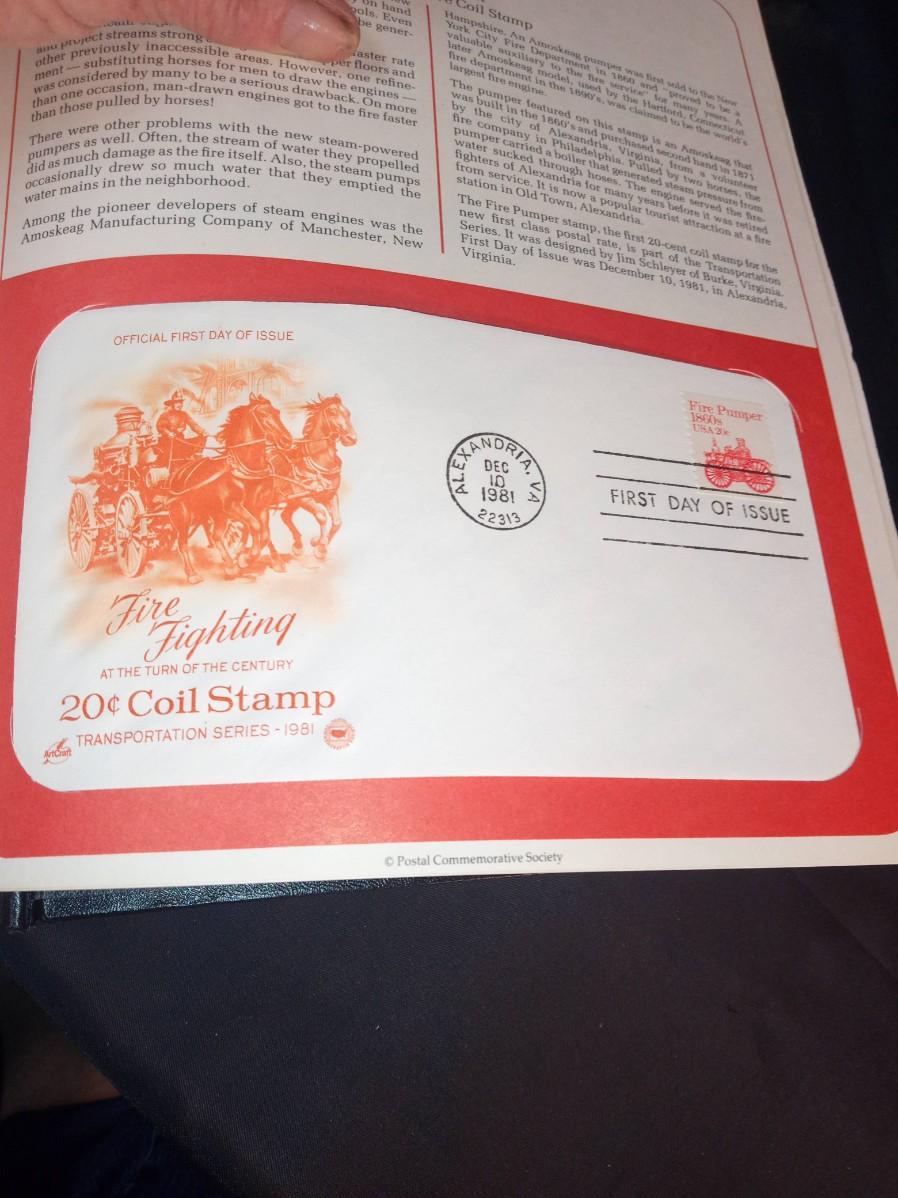 ols. Even
be gener-
and project streams strong
aster rate
per floors and
other previously inaccessible areas. However, one refine-
ment — substituting horses for men to draw the engines —
was considered by many to be a serious drawback. On more
than one occasion, man-drawn engines got to the fire faster
than those pulled by horses!
There were other problems with the new steam-powered
pumpers as well. Often, the stream of water they propelled
did as much damage as the fire itself. Also, the steam pumps
occasionally drew so much water that they emptied the
water mains in the neighborhood.
Among the pioneer developers of steam engines was the
Amoskeag Manufacturing Company of Manchester, New
e Coil Stamp
Hampshire. An Amoskeag pumper was first sold to the New
York City Fire Department in 1860 and "proved to be a
valuable auxiliary to the fire service" for many years. A
later Amoskeag model, used by the Hartford, Connecticut
fire department in the 1890's, was claimed to be the world's
largest fire engine.
The pumper featured on this stamp is an Amoskeag that
was built in the 1860's and purchased second hand in 1871
by the city of Alexandria, Virginia, from a volunteer
fire company in Philadelphia. Pulled by two horses, the
pumper carried a boiler that generated steam pressure from
water sucked through hoses. The engine served the fire-
fighters of Alexandria for many years before it was retired
from service. It is now a popular tourist attraction at a fire
station in Old Town, Alexandria.
The Fire Pumper stamp, the first 20-cent coil stamp for the
new first class postal rate, is part of the Transportation
Series. It was designed by Jim Schleyer of Burke, Virginia.
First Day of Issue was December 10, 1981, in Alexandria,
Virginia.
OFFICIAL FIRST DAY OF ISSUE
Fire
Fighting
AT THE TURN OF THE CENTURY
20¢ Coil Stamp
TRANSPORTATION SERIES - 1981
ArtCraft
ALEXANDRIA, VA
DEC
10
1981
22313
Fire Pumper
1860s
USA 20c
FIRST DAY OF ISSUE
© Postal Commemorative Society